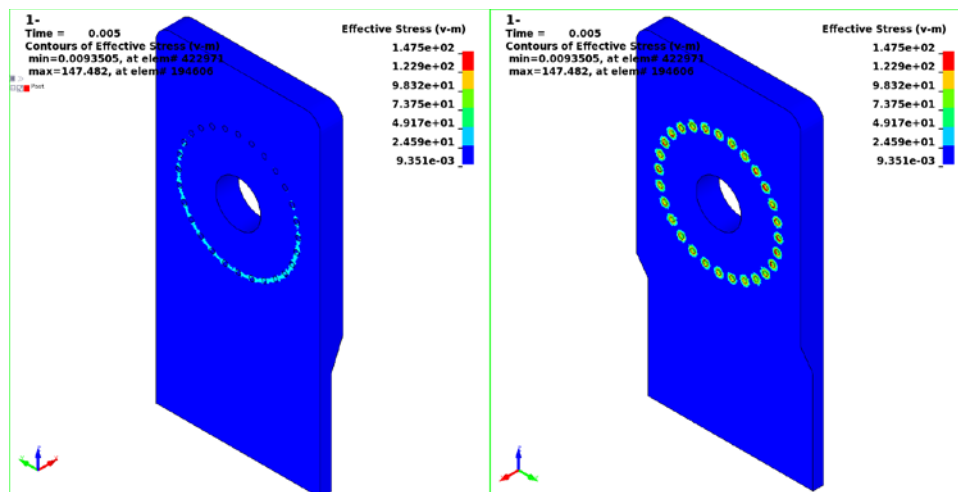 1-
Time = 0.005
Contours of Effective Stress (v-m)
min=0.0093505, at elem# 422971
max=147.482, at elem# 194606
Part
Effective Stress (v-m)
1.475e+02
1.229e+02
9.832e+01
7.375e+01
4.917e+01
2.459e+01
9.351e-03
1-
Time = 0.005
Contours of Effective Stress (v-m)
min=0.0093505, at elem# 422971
max=147.482, at elem# 194606
Effective Stress (v-m)
1.475e+02
1.229e+02
9.832e+01
7.375e+01
4.917e+01
2.459e+01
9.351e-03